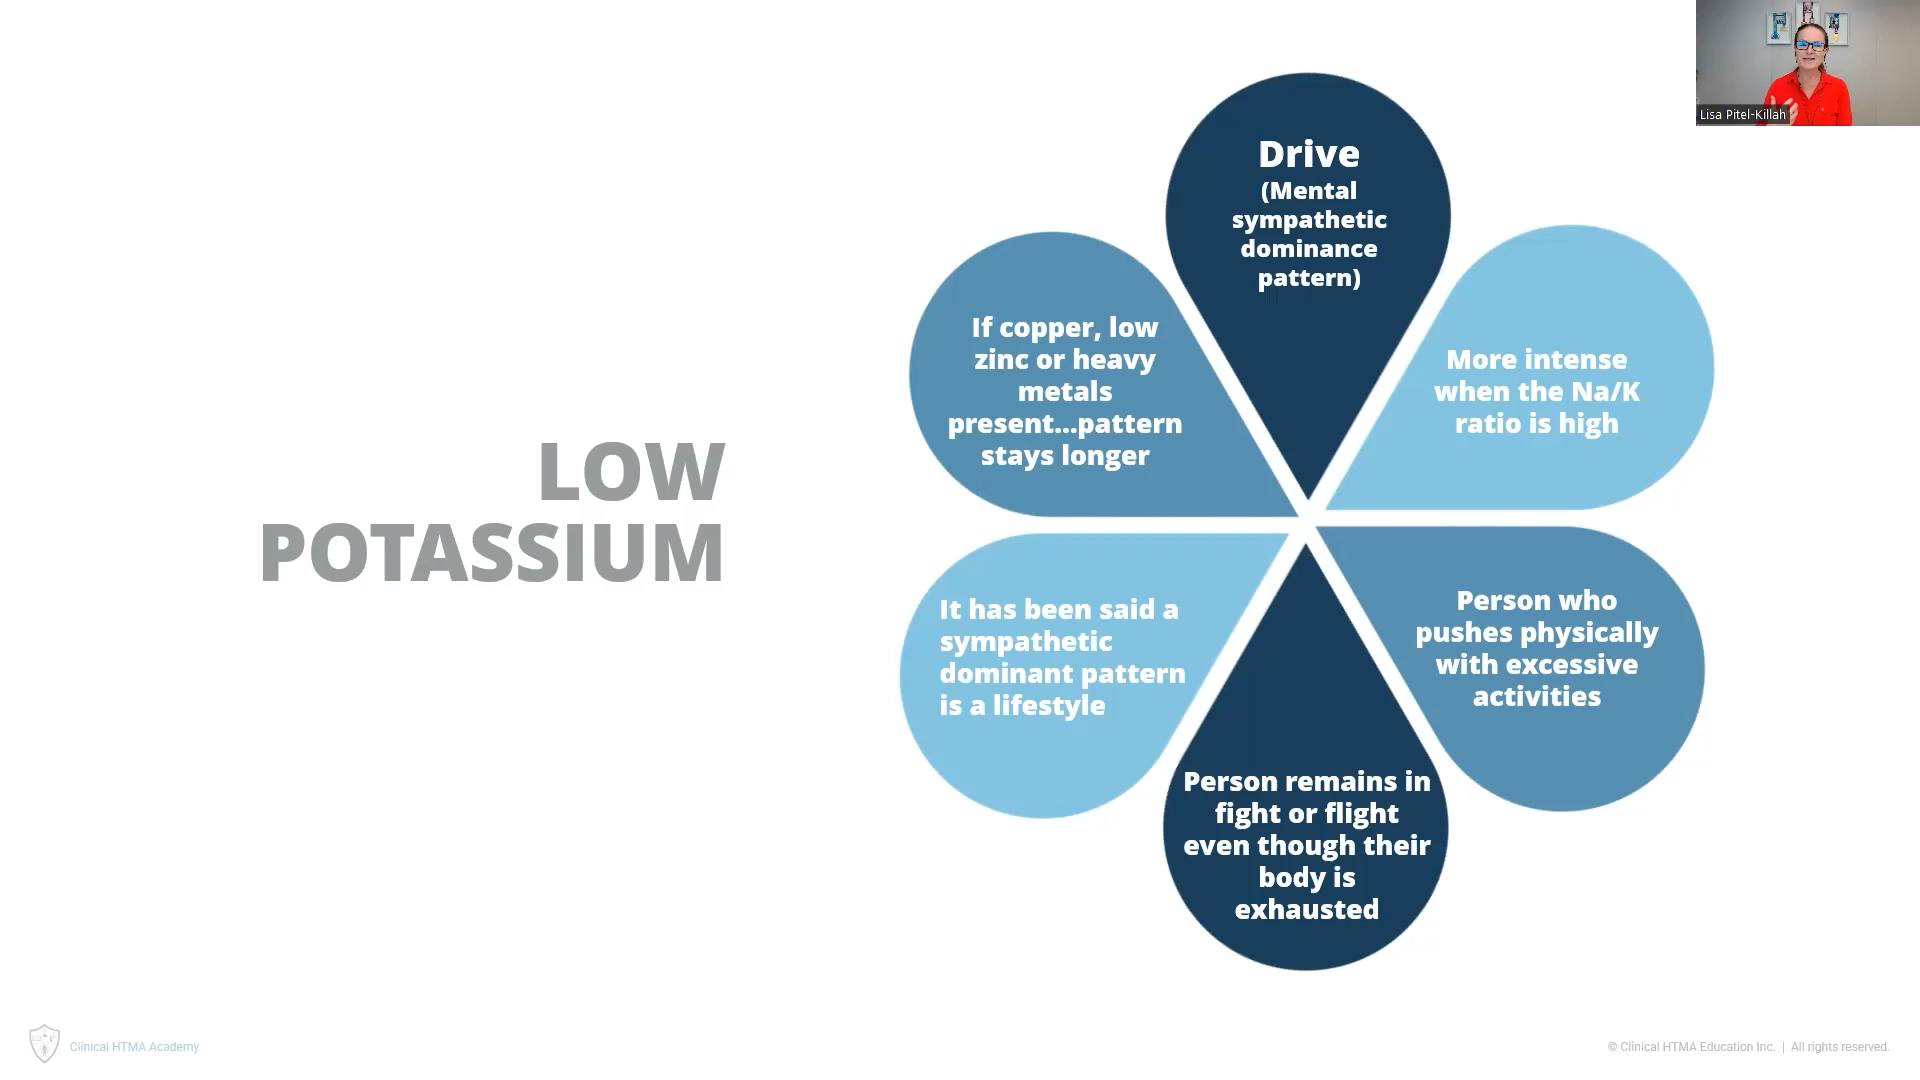 Lisa Pitel-Killah
LOW
POTASSIUM
Drive
(Mental
sympathetic
dominance
pattern)
More intense
when the Na/K
ratio is high
Person who
pushes physically
with excessive
activities
Person remains in
fight or flight
even though their
body is
exhausted
It has been said a
sympathetic
dominant pattern
is a lifestyle
If copper, low
zinc or heavy
metals
present...pattern
stays longer
Clinical HTMA Academy
© Clinical HTMA Education Inc. | All rights reserved.